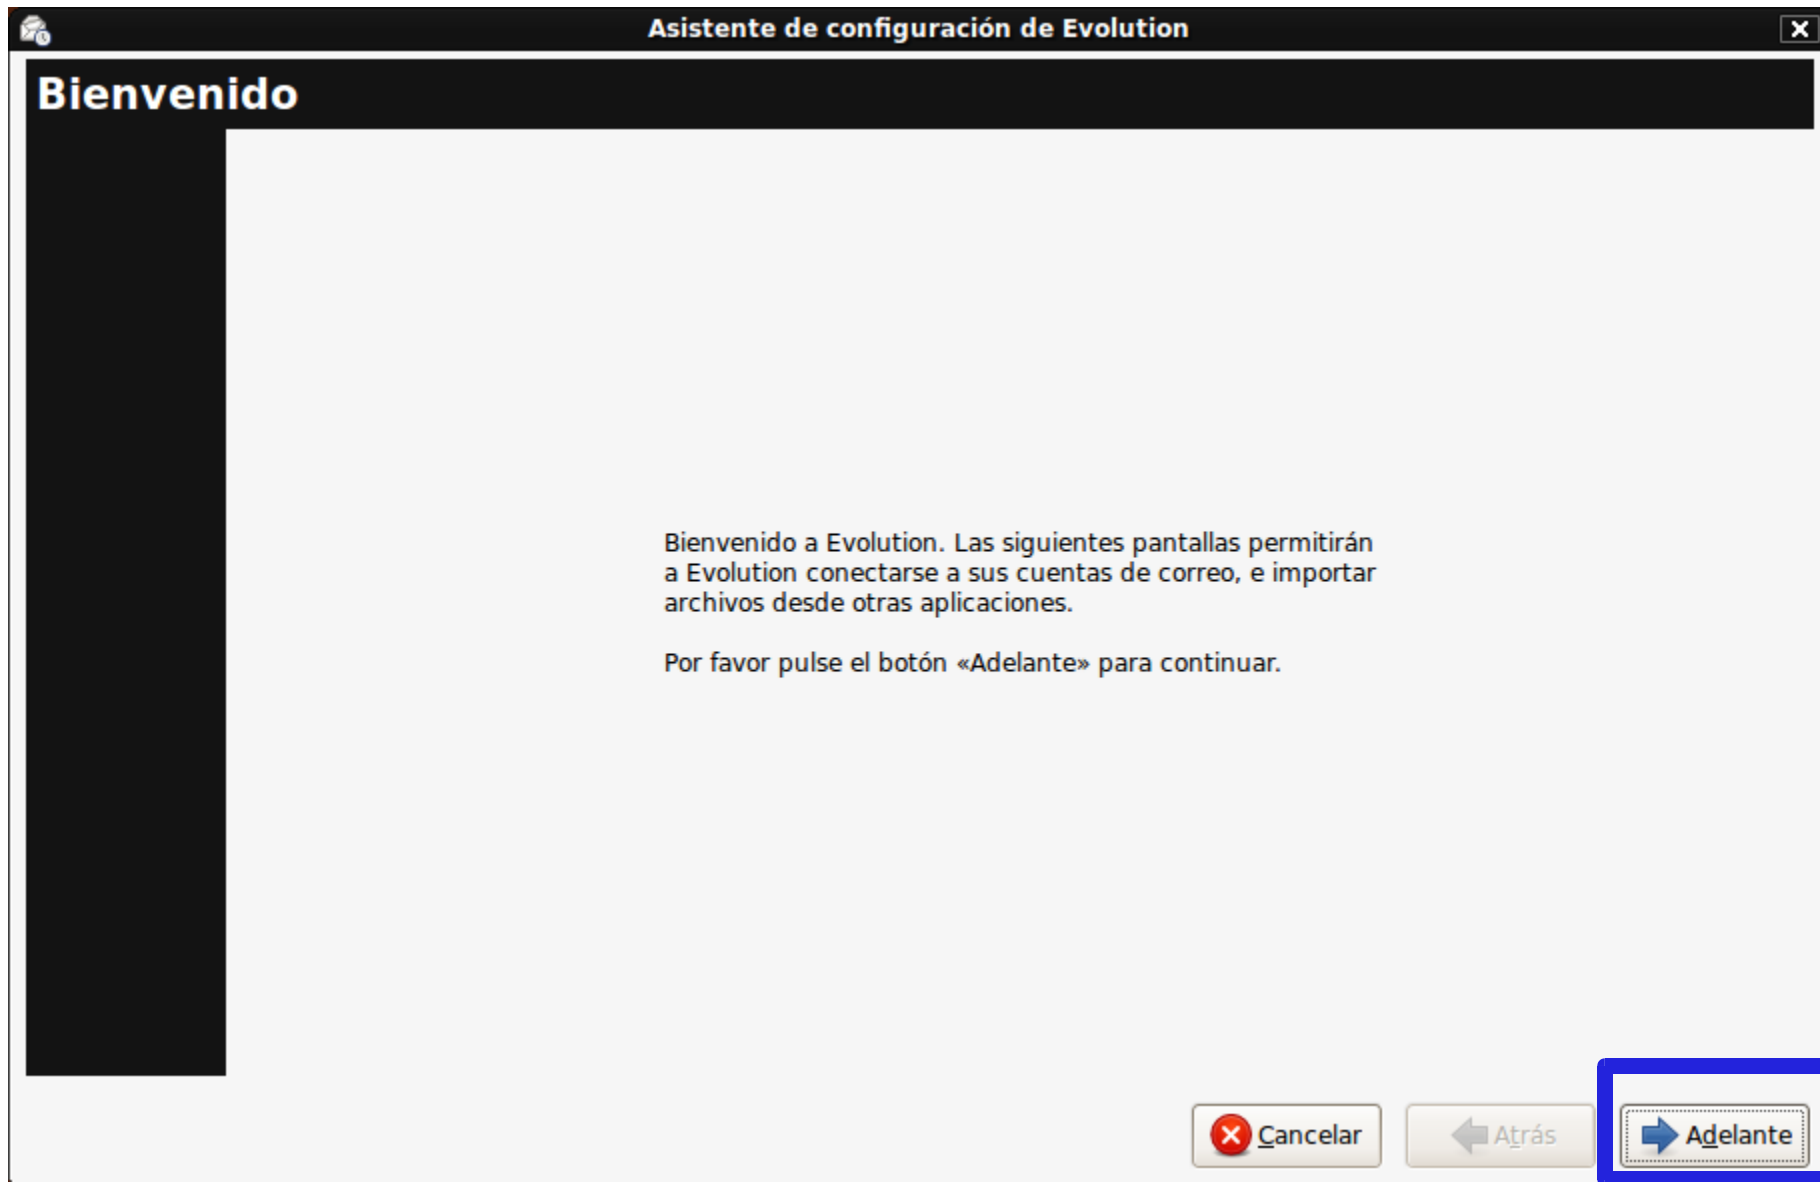 Asistente de configuración de Evolution
Bienvenido
Bienvenido a Evolution. Las siguientes pantallas permitirán
a Evolution conectarse a sus cuentas de correo, e importar
archivos desde otras aplicaciones.
Por favor pulse el botón «Adelante» para continuar.
Cancelar
Atrás
Adelante